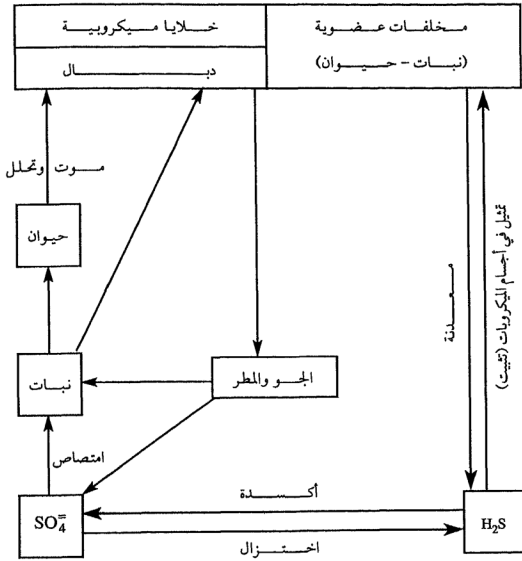 مخلفات عضوية
(نبات - حيوان)
خلايا ميكروبية
دبال
موت وتحلل
حيوان
تمثيل في أجسام الميكروبات (تثبيت)
معدنة
نبات
الجو والمطر
امتصاص
أكسدة
SO₄⁼
H₂S
اختزال